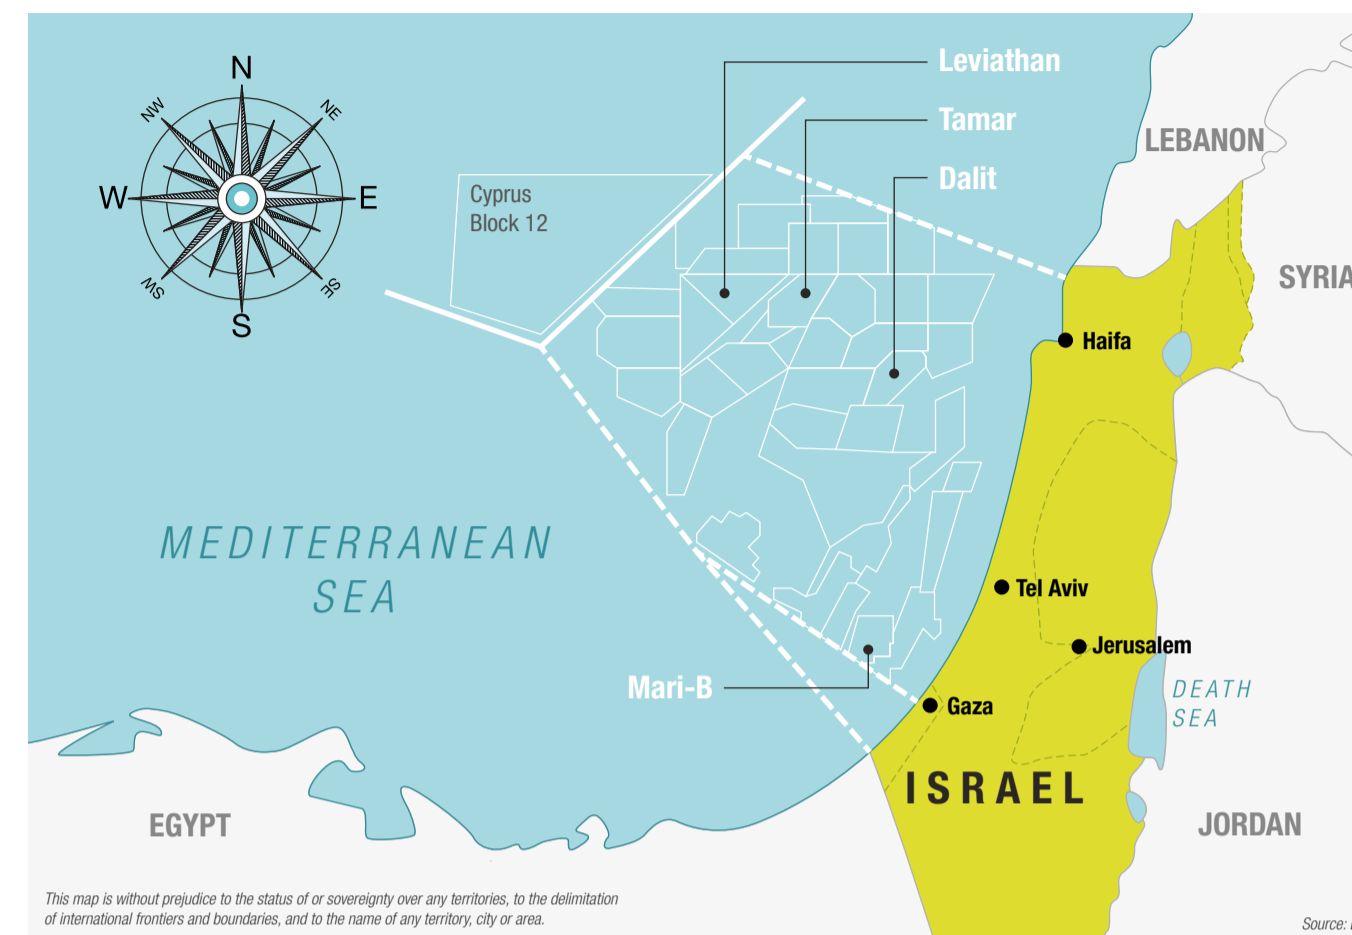 N
NW
NE
W
E
SW
SE
S
Leviathan
Tamar
Dalit
Cyprus
Block 12
LEBANON
SYRIA
Haifa
MEDITERRANEAN
SEA
Tel Aviv
Jerusalem
Mari-B
Gaza
DEATH
SEA
ISRAEL
EGYPT
JORDAN
This map is without prejudice to the status of or sovereignty over any territories, to the delimitation
of international frontiers and boundaries, and to the name of any territory, city or area.
Source: